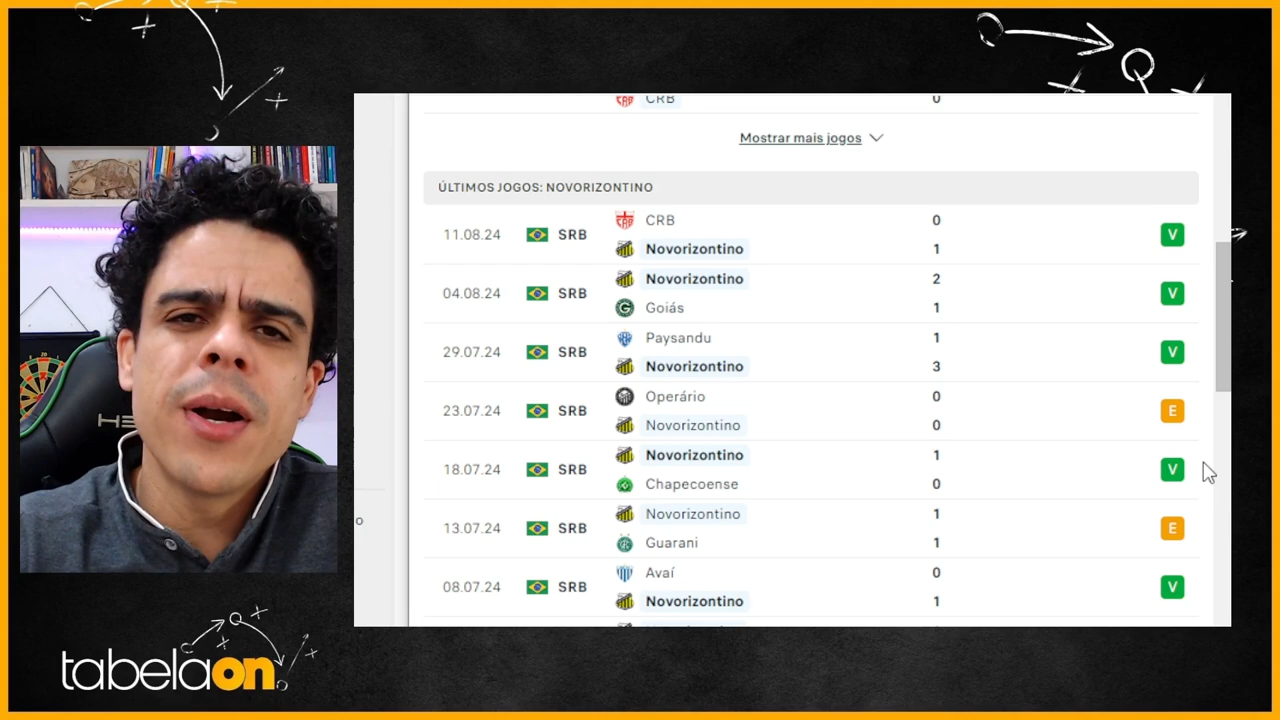 CRB 0
Mostrar mais jogos
ÚLTIMOS JOGOS: NOVORIZONTINO
11.08.24 SRB CRB 0 V
Novorizontino 1
04.08.24 SRB Novorizontino 2 V
Goiás 1
29.07.24 SRB Paysandu 1 V
Novorizontino 3
23.07.24 SRB Operário 0 E
Novorizontino 0
18.07.24 SRB Novorizontino 1 V
Chapecoense 0
13.07.24 SRB Novorizontino 1 E
Guarani 1
08.07.24 SRB Avaí 0 V
Novorizontino 1
o
HE
tabelaon